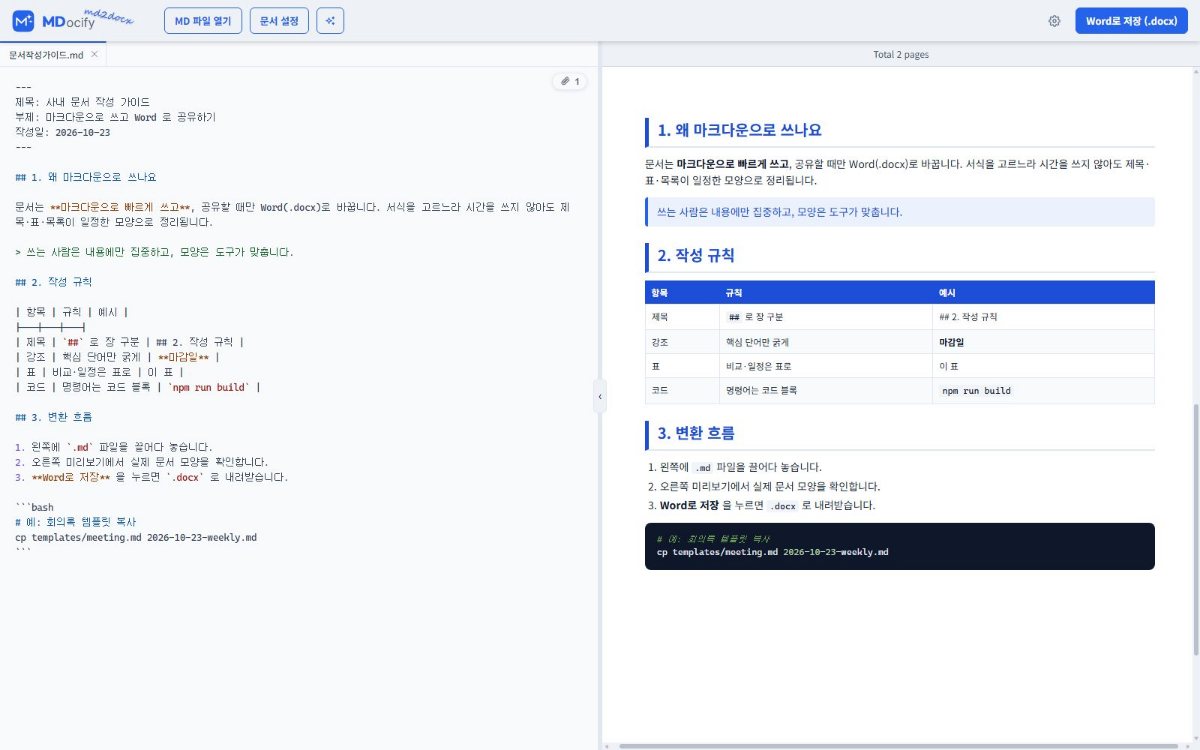 MDocify md2docx
MD 파일 열기
문서 설정
Word로 저장 (.docx)
문서작성가이드.md
Total 2 pages
1
---
제목: 사내 문서 작성 가이드
부제: 마크다운으로 쓰고 Word 로 공유하기
작성일: 2026-10-23
---
## 1. 왜 마크다운으로 쓰나요
문서는 **마크다운으로 빠르게 쓰고**, 공유할 때만 Word(.docx)로 바꿉니다. 서식을 고르느라 시간을 쓰지 않아도 제
목·표·목록이 일정한 모양으로 정리됩니다.
> 쓰는 사람은 내용에만 집중하고, 모양은 도구가 맞춥니다.
## 2. 작성 규칙
| 항목 | 규칙 | 예시 |
|---|---|---|
| 제목 | `##` 로 장 구분 | ## 2. 작성 규칙 |
| 강조 | 핵심 단어만 굵게 | **마감일** |
| 표 | 비교·일정은 표로 | 이 표 |
| 코드 | 명령어는 코드 블록 | `npm run build` |
## 3. 변환 흐름
1. 왼쪽에 `.md` 파일을 끌어다 놓습니다.
2. 오른쪽 미리보기에서 실제 문서 모양을 확인합니다.
3. **Word로 저장** 을 누르면 `.docx` 로 내려받습니다.
```bash
# 예: 회의록 템플릿 복사
cp templates/meeting.md 2026-10-23-weekly.md
```
1. 왜 마크다운으로 쓰나요
문서는 마크다운으로 빠르게 쓰고, 공유할 때만 Word(.docx)로 바꿉니다. 서식을 고르느라 시간을 쓰지 않아도 제목·
표·목록이 일정한 모양으로 정리됩니다.
쓰는 사람은 내용에만 집중하고, 모양은 도구가 맞춥니다.
2. 작성 규칙
항목 규칙 예시
제목 ## 로 장 구분 ## 2. 작성 규칙
강조 핵심 단어만 굵게 마감일
표 비교·일정은 표로 이 표
코드 명령어는 코드 블록 npm run build
3. 변환 흐름
1. 왼쪽에 .md 파일을 끌어다 놓습니다.
2. 오른쪽 미리보기에서 실제 문서 모양을 확인합니다.
3. Word로 저장 을 누르면 .docx 로 내려받습니다.
# 예: 회의록 템플릿 복사
cp templates/meeting.md 2026-10-23-weekly.md